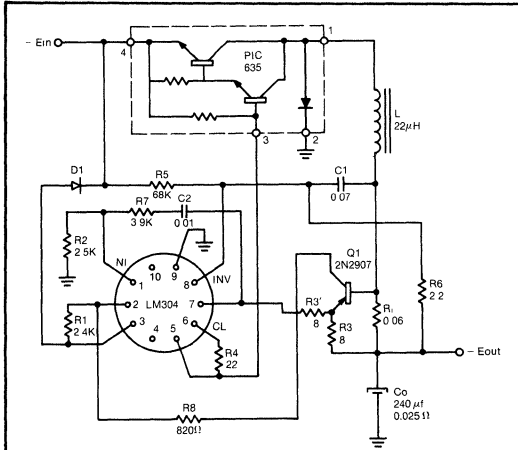 – Ein
4
PIC
635
1
3
2
L
22μH
D1
R5
68K
C1
0 07
R7
3 9K
C2
0 01
R2
2 5K
NI
10
9
INV
1
8
LM304
2
7
3
6
CL
4
5
R1
2 4K
R4
22
Q1
2N2907
R3'
8
R3
8
R6
2 2
0 06
– Eout
R8
820Ω
Co
240 μf
0.025 Ω